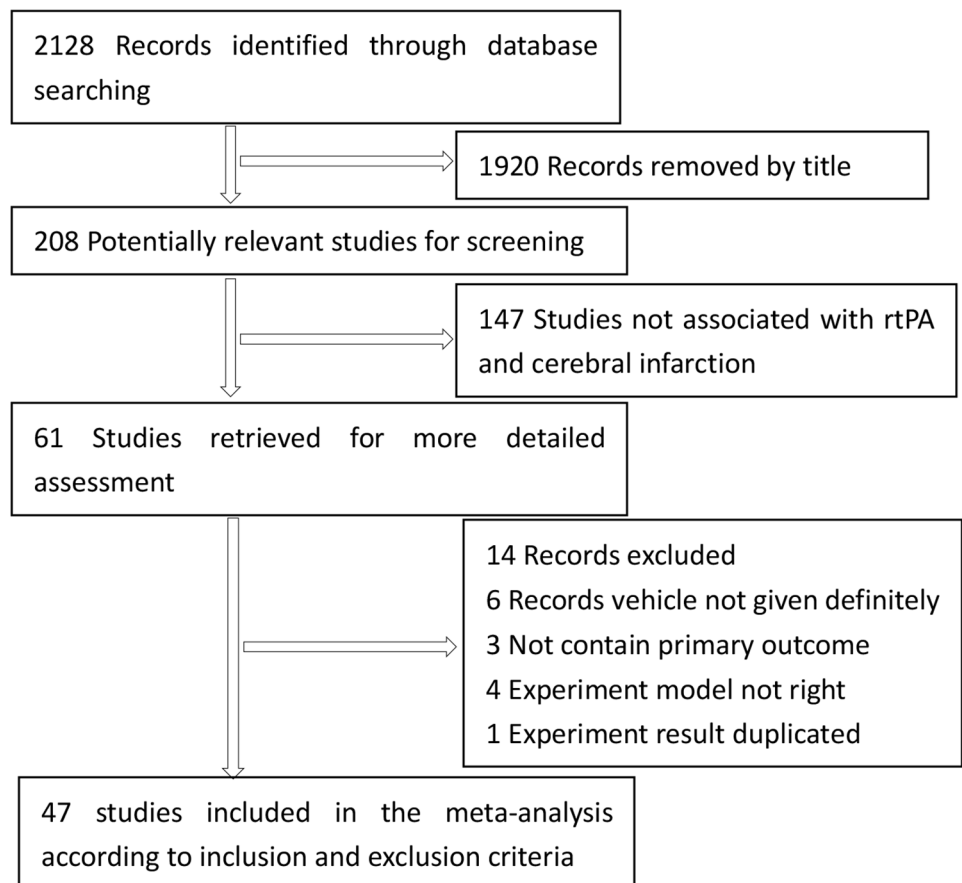 2128 Records identified through database
searching
1920 Records removed by title
208 Potentially relevant studies for screening
147 Studies not associated with rtPA
and cerebral infarction
61 Studies retrieved for more detailed
assessment
14 Records excluded
6 Records vehicle not given definitely
3 Not contain primary outcome
4 Experiment model not right
1 Experiment result duplicated
47 studies included in the meta-analysis
according to inclusion and exclusion criteria